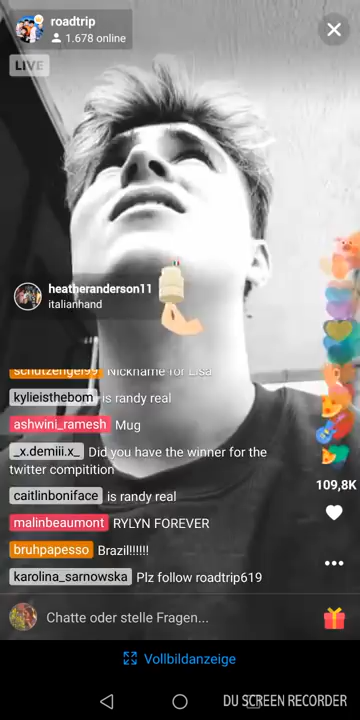 roadtrip
1.678 online
LIVE
heatheranderson11
italianhand
schutzengel99 Nickname for Lisa
kylieisthebom is randy real
ashwini_ramesh Mug
_x.demiii.x_ Did you have the winner for the
twitter compitition
caitlinboniface is randy real
malinbeaumont RYLYN FOREVER
bruhpapesso Brazil!!!!!!
karolina_sarnowska Plz follow roadtrip619
109,8K
Chatte oder stelle Fragen...
Vollbildanzeige
DU SCREEN RECORDER